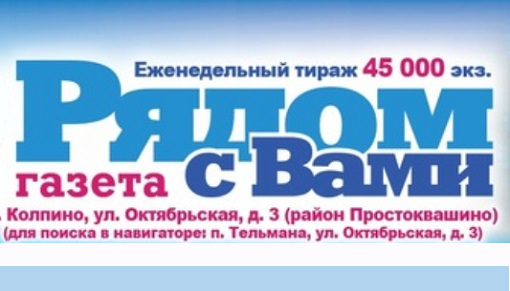 Еженедельный тираж 45 000 экз.
Рядом
газета с Вами
. Колпино, ул. Октябрьская, д. 3 (район Простоквашино)
(для поиска в навигаторе: п. Тельмана, ул. Октябрьская, д. 3)